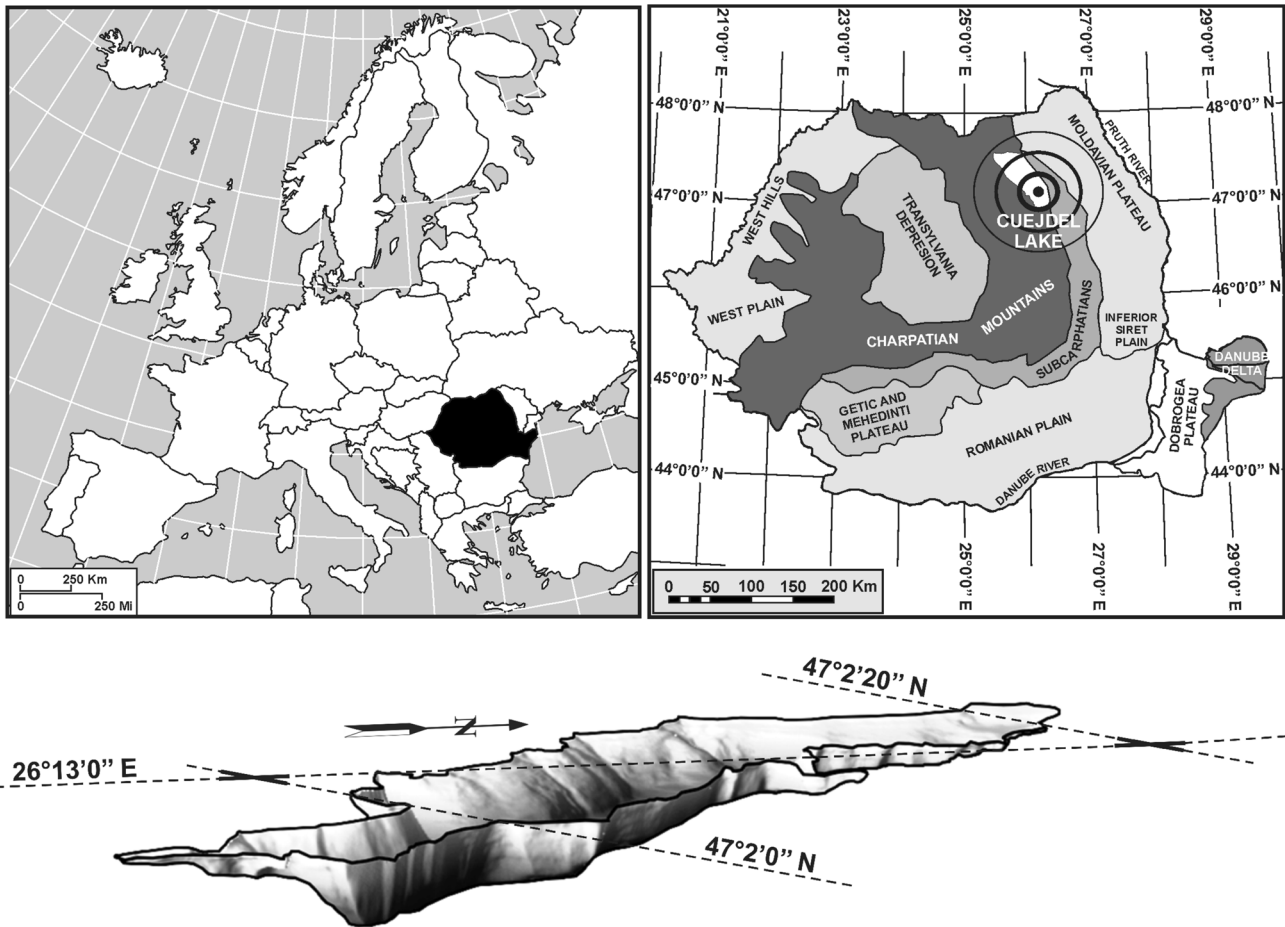 0 250 Km
0 250 Mi
21°0'0” E
23°0'0” E
25°0'0” E
27°0'0” E
29°0'0” E
48°0'0” N
48°0'0” N
47°0'0” N
47°0'0” N
46°0'0” N
45°0'0” N
45°0'0” N
44°0'0” N
44°0'0” N
PRUTH RIVER
MOLDAVIAN PLATEAU
WEST HILLS
TRANSYLVANIA
DEPRESION
CUEJDEL
LAKE
WEST PLAIN
CHARPATIAN
MOUNTAINS
SUBCARPHATIANS
INFERIOR
SIRET
PLAIN
DANUBE
DELTA
GETIC AND
MEHEDINTI
PLATEAU
ROMANIAN PLAIN
DOBROGEA
PLATEAU
DANUBE RIVER
25°0'0” E
27°0'0” E
29°0'0” E
0 50 100 150 200 Km
47°2'20” N
N
26°13'0” E
47°2'0” N